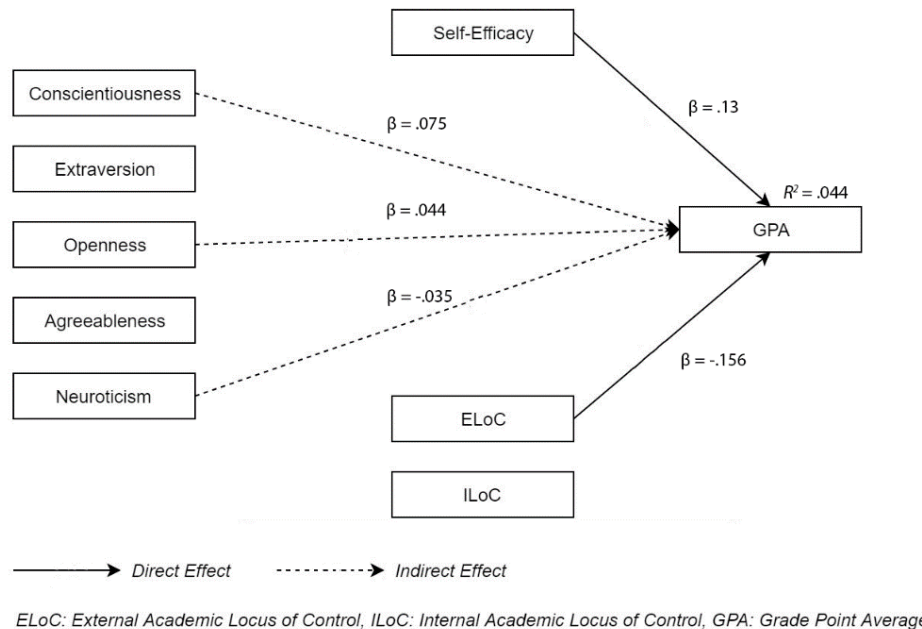 Self-Efficacy
Conscientiousness
β = .13
β = .075
Extraversion
R² = .044
β = .044
Openness
GPA
β = -.035
Agreeableness
β = -.156
Neuroticism
ELoC
ILoC
Direct Effect
Indirect Effect
ELoC: External Academic Locus of Control, ILoC: Internal Academic Locus of Control, GPA: Grade Point Average